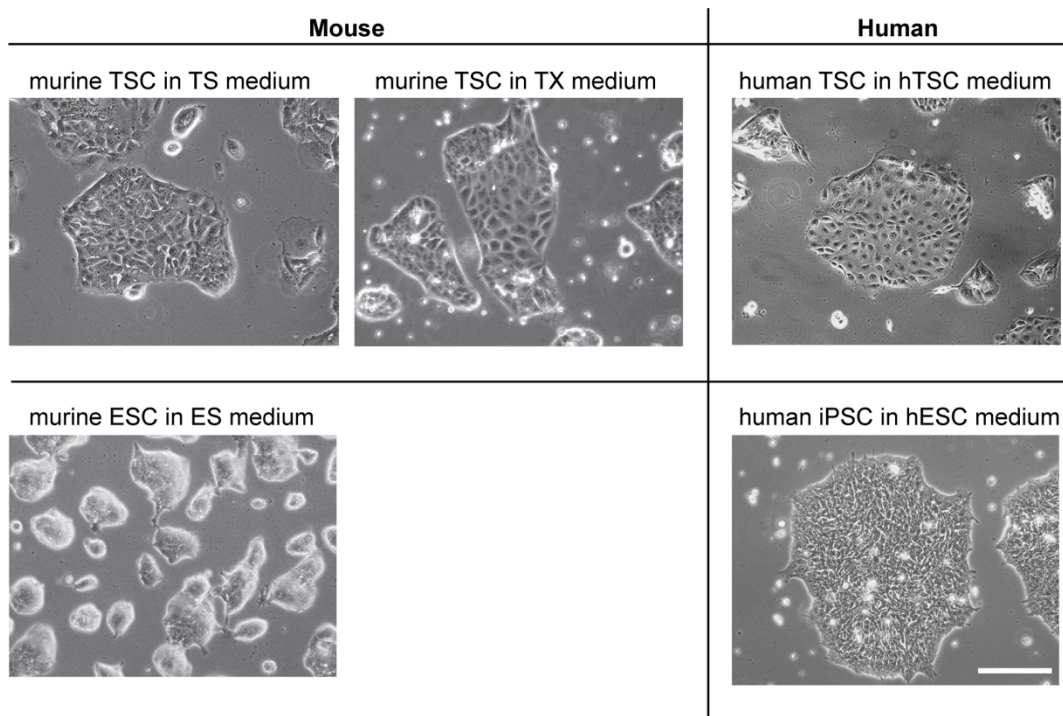 Mouse
Human
murine TSC in TS medium
murine TSC in TX medium
human TSC in hTSC medium
murine ESC in ES medium
human iPSC in hESC medium